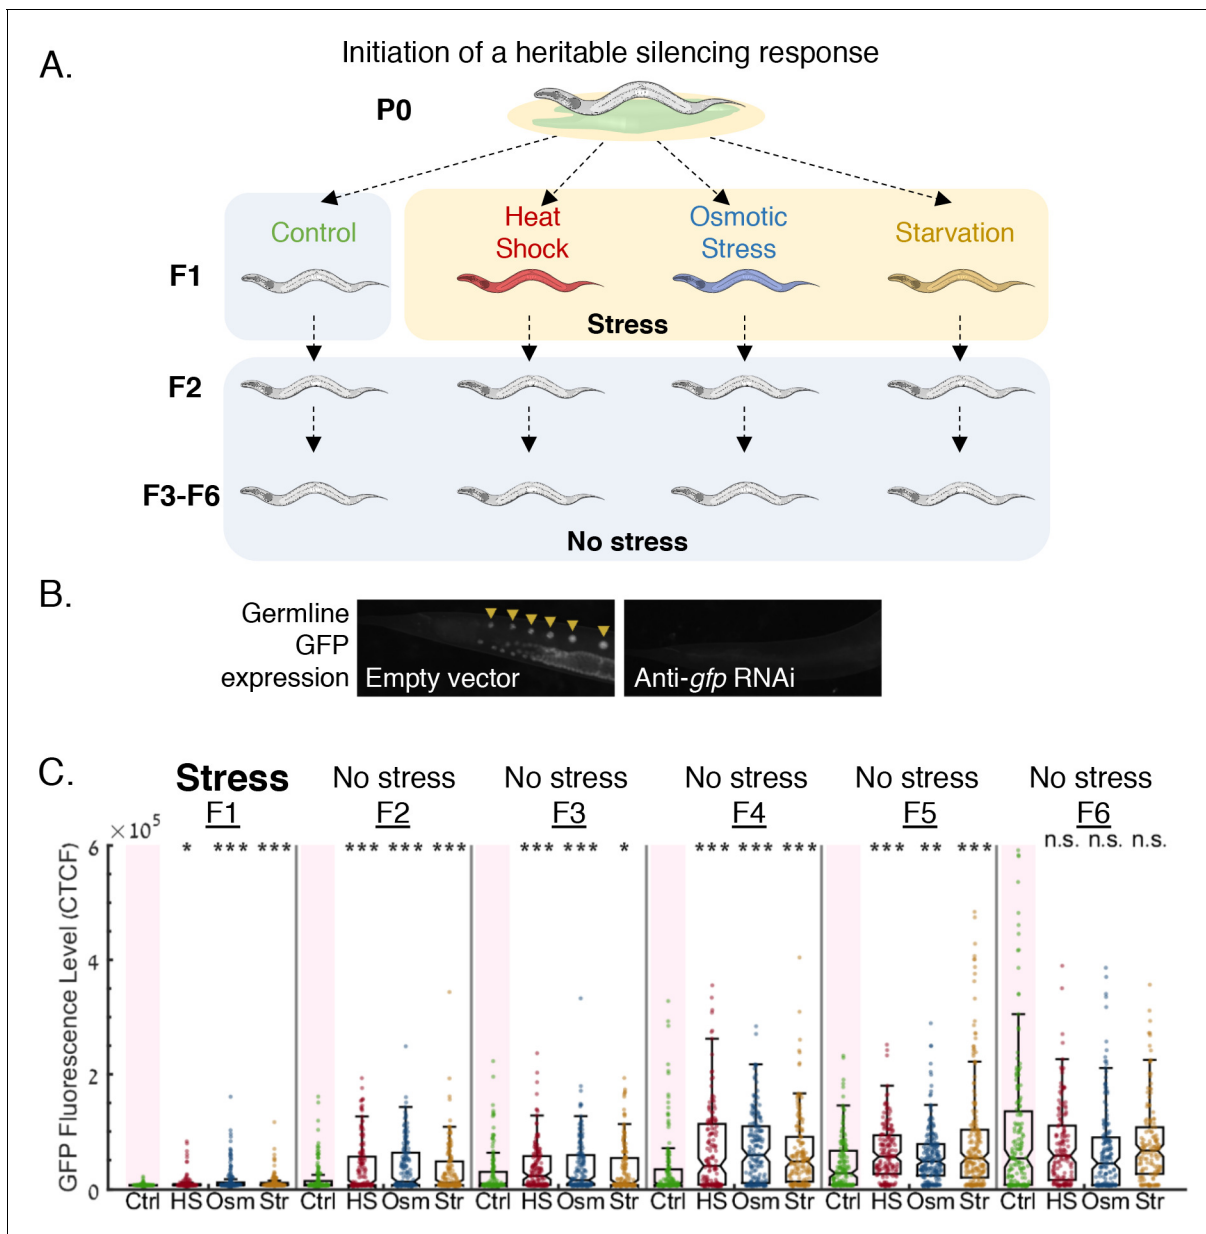 A.
Initiation of a heritable silencing response
P0
Control
Heat
Shock
Osmotic
Stress
Starvation
F1
Stress
F2
F3-F6
No stress
B.
Germline
GFP
expression
Empty vector
Anti-gfp RNAi
C.
Stress No stress No stress No stress No stress No stress
F1 F2 F3 F4 F5 F6
×10⁵
* *** *** *** *** *** *** *** * *** *** *** *** ** *** n.s. n.s. n.s.
6
4
2
0
GFP Fluorescence Level (CTCF)
Ctrl HS Osm Str Ctrl HS Osm Str Ctrl HS Osm Str Ctrl HS Osm Str Ctrl HS Osm Str Ctrl HS Osm Str